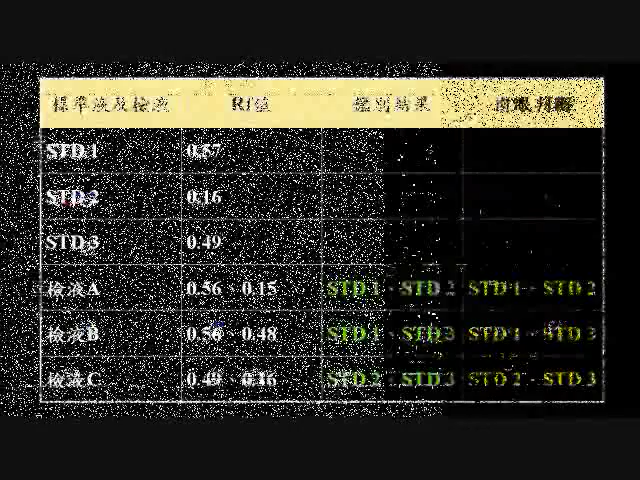 標準液及檢液 Rf值 鑑別結果 肉眼判斷
STD 1 0.57
STD 2 0.16
STD 3 0.49
檢液A 0.56、0.15 STD 1、STD 2 STD 1、STD 2
檢液B 0.56、0.48 STD 1、STD 3 STD 1、STD 3
檢液C 0.49、0.16 STD 2、STD 3 STD 2、STD 3